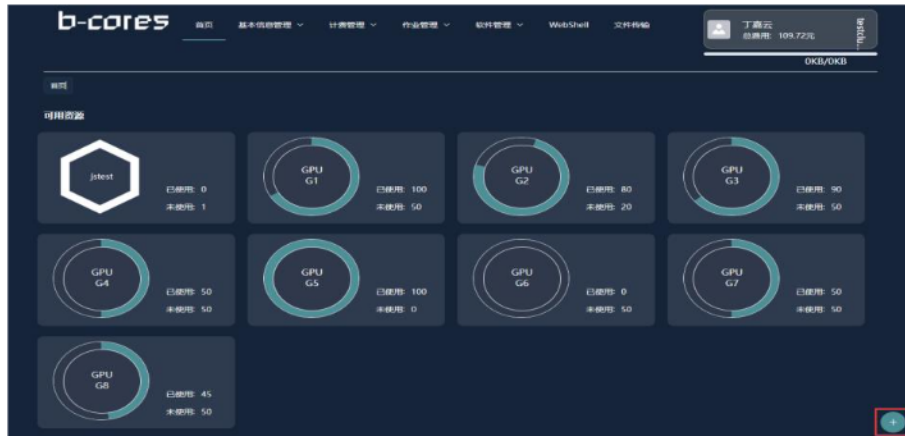 b-cores 首页 基本信息管理 计费管理 作业管理 软件管理 WebShell 文件传输
丁嘉云
总费用: 109.72元
testclu...
0KB/0KB
首页
可用资源
jstest
已使用: 0
未使用: 1
GPU
G1
已使用: 100
未使用: 50
GPU
G2
已使用: 80
未使用: 20
GPU
G3
已使用: 90
未使用: 50
GPU
G4
已使用: 50
未使用: 50
GPU
G5
已使用: 100
未使用: 0
GPU
G6
已使用: 0
未使用: 50
GPU
G7
已使用: 50
未使用: 50
GPU
G8
已使用: 45
未使用: 50
+